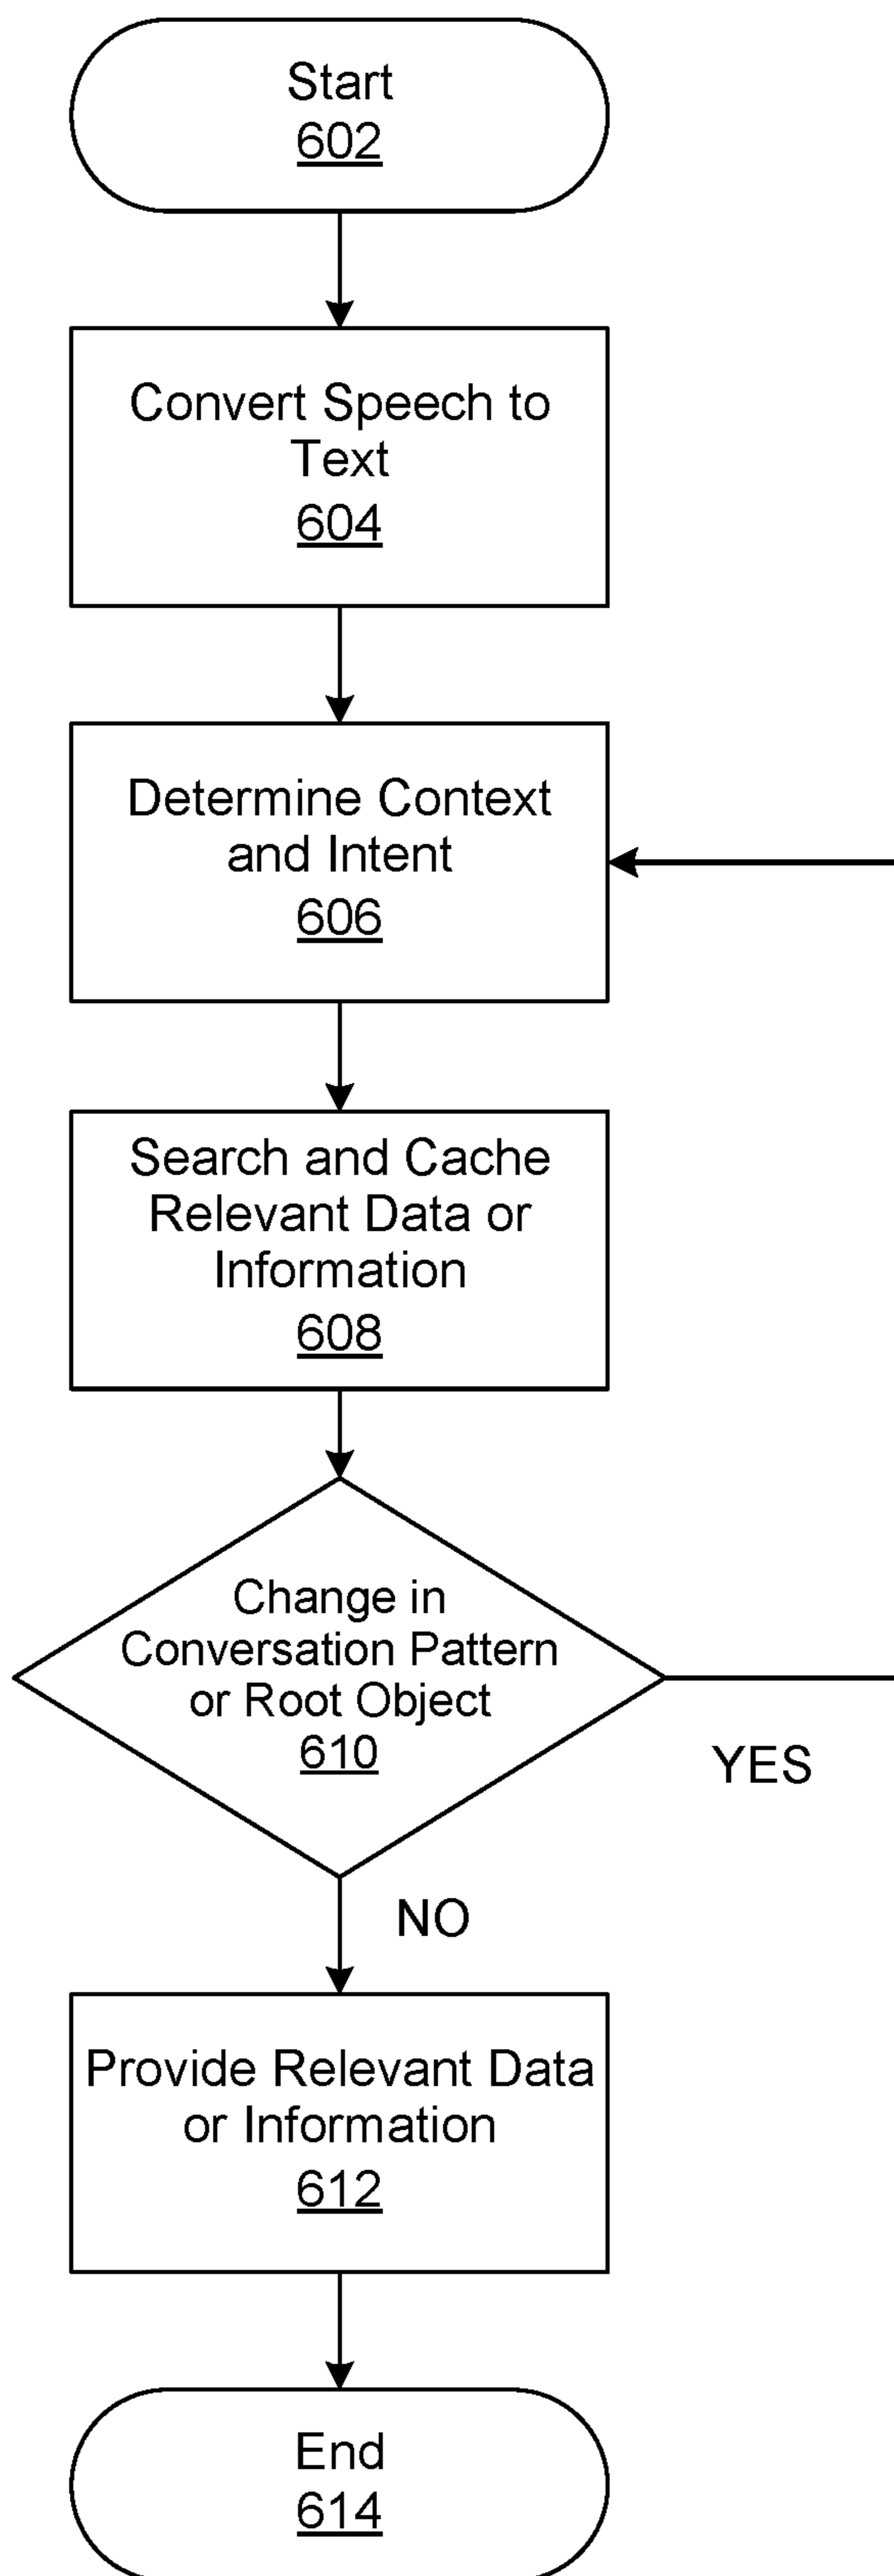 Start
602
Convert Speech to
Text
604
Determine Context
and Intent
606
Search and Cache
Relevant Data or
Information
608
Change in
Conversation Pattern
or Root Object
610
YES
NO
Provide Relevant Data
or Information
612
End
614